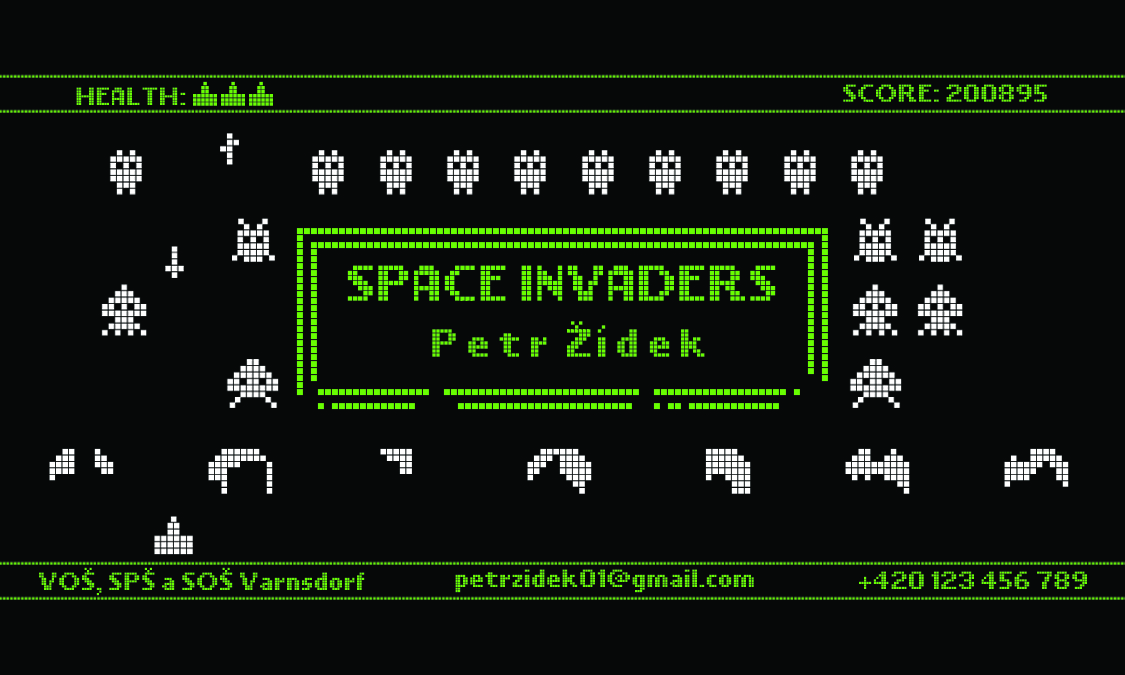 HEALTH:
SCORE: 200895
SPACE INVADERS
Petr Žídek
VOŠ, SPŠ a SOŠ Varnsdorf
petrzidek01@gmail.com
+420 123 456 789